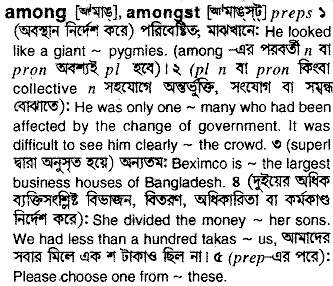 among [অ্যমাঙ্], amongst [অ্যমাঙ্‌সট্] preps ১
(অবস্থান নির্দেশ করে) পরিবেষ্টিত; মাঝখানে: He looked
like a giant ~ pygmies. (among -এর পরবর্তী n বা
pron অবশ্যই pl হবে)।২ (pl n বা pron কিংবা
collective n সহযোগে অন্তর্ভুক্তি, সংযোগ বা সম্বন্ধ
বোঝাতে): He was only one ~ many who had been
affected by the change of government. It was
difficult to see him clearly ~ the crowd. ৩ (superl
দ্বারা অনুসৃত হয়ে) অন্যতম: Beximco is ~ the largest
business houses of Bangladesh. ৪ (দুইয়ের অধিক
ব্যক্তিসংশ্লিষ্ট বিভাজন, বিতরণ, অধিকারিতা বা কর্মকাণ্ড
নির্দেশ করে): She divided the money ~ her sons.
We had less than a hundred takas ~ us, আমাদের
সবার মিলে এক শ টাকাও ছিল না। ৫ (prep-এর পরে):
Please choose one from ~ these.